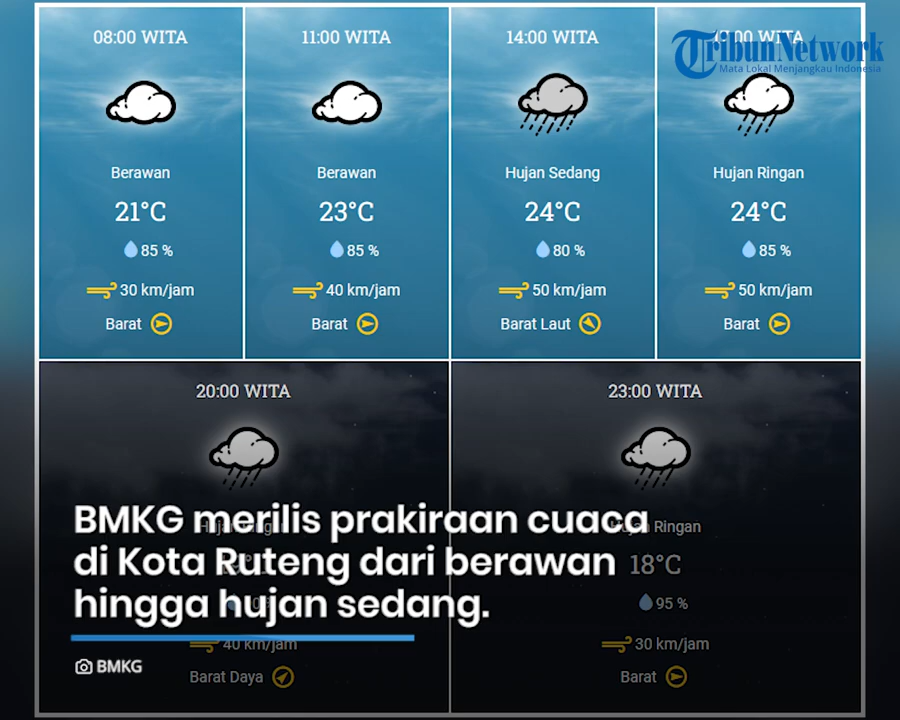 08:00 WITA
11:00 WITA
14:00 WITA
TribunNetwork
Mata Lokal Menjangkau Indonesia
Berawan
Berawan
Hujan Sedang
Hujan Ringan
21°C
23°C
24°C
24°C
85 %
85 %
80 %
85 %
30 km/jam
40 km/jam
50 km/jam
50 km/jam
Barat
Barat
Barat Laut
Barat
20:00 WITA
23:00 WITA
BMKG merilis prakiraan cuaca
di Kota Ruteng dari berawan
hingga hujan sedang.
Hujan Ringan
18°C
95 %
40 km/jam
30 km/jam
BMKG
Barat Daya
Barat